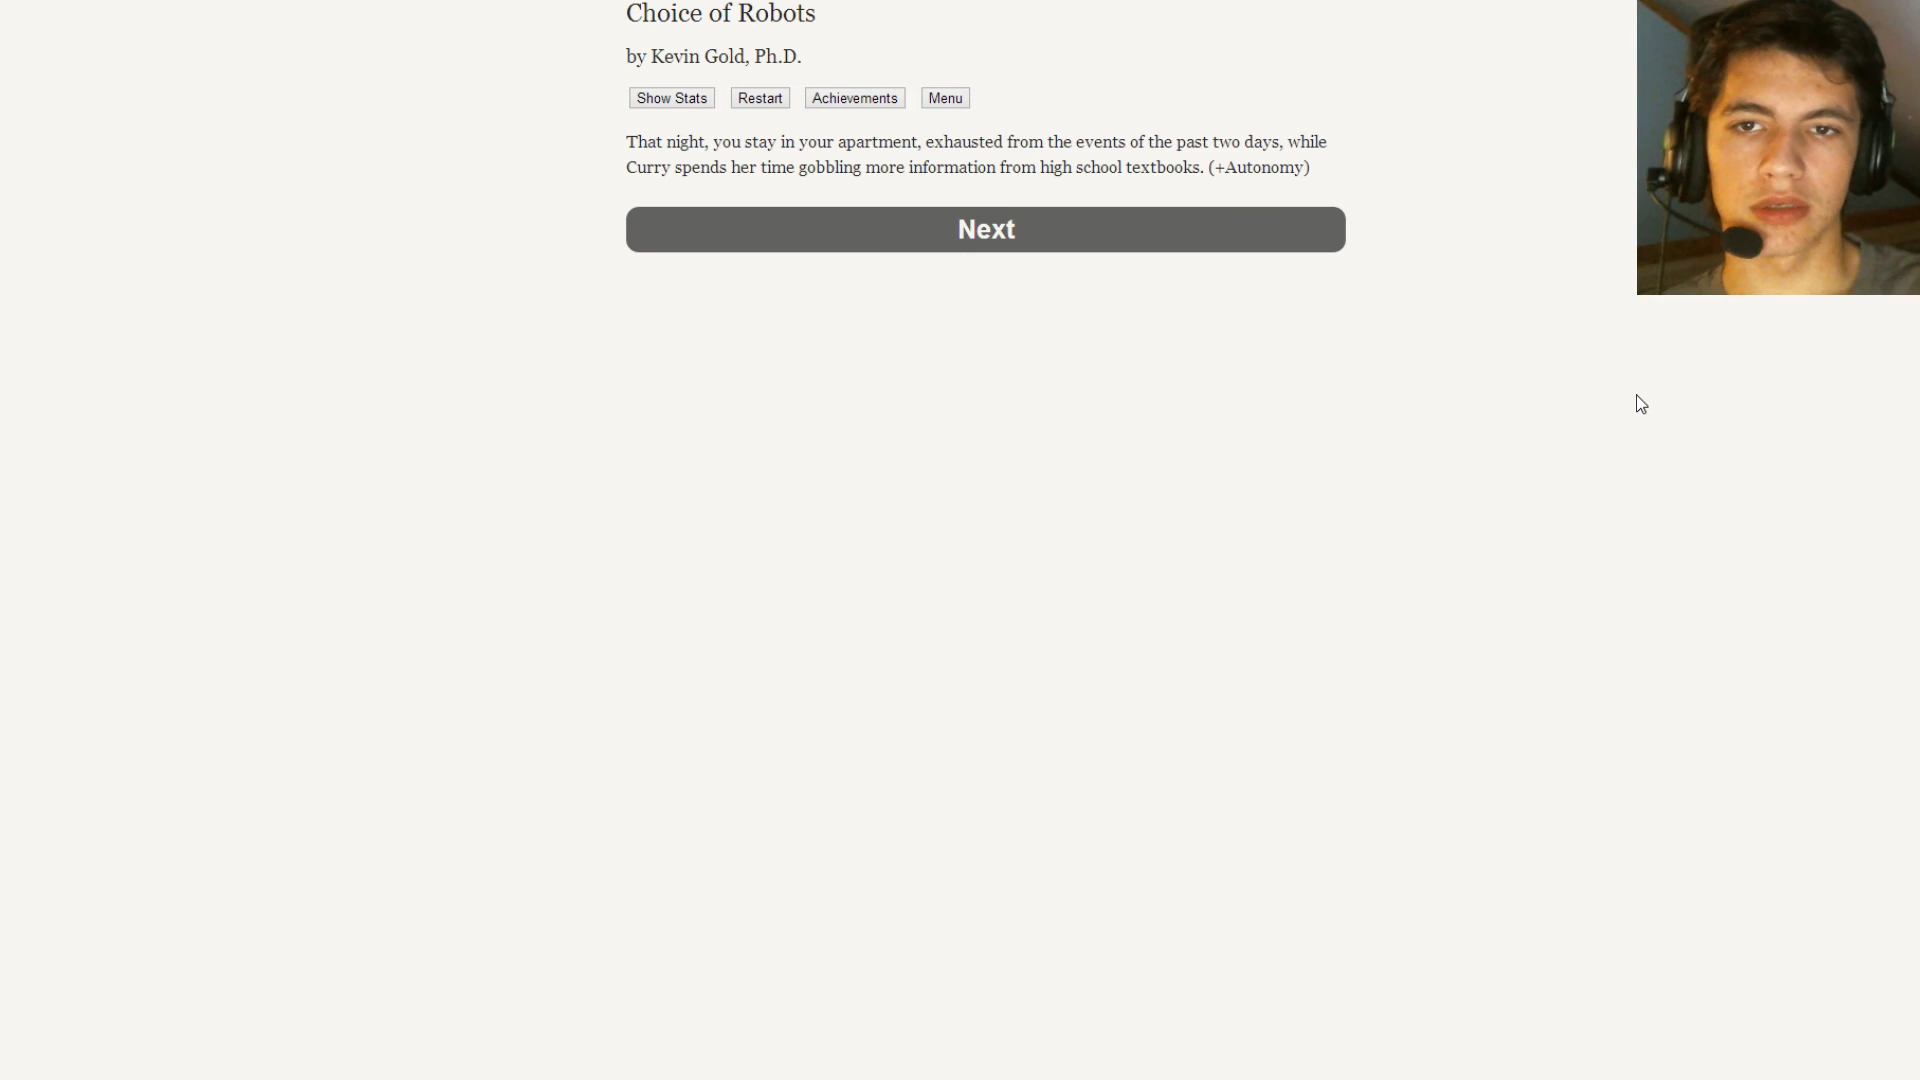 Choice of Robots
by Kevin Gold, Ph.D.
Show Stats Restart Achievements Menu
That night, you stay in your apartment, exhausted from the events of the past two days, while
Curry spends her time gobbling more information from high school textbooks. (+Autonomy)
Next